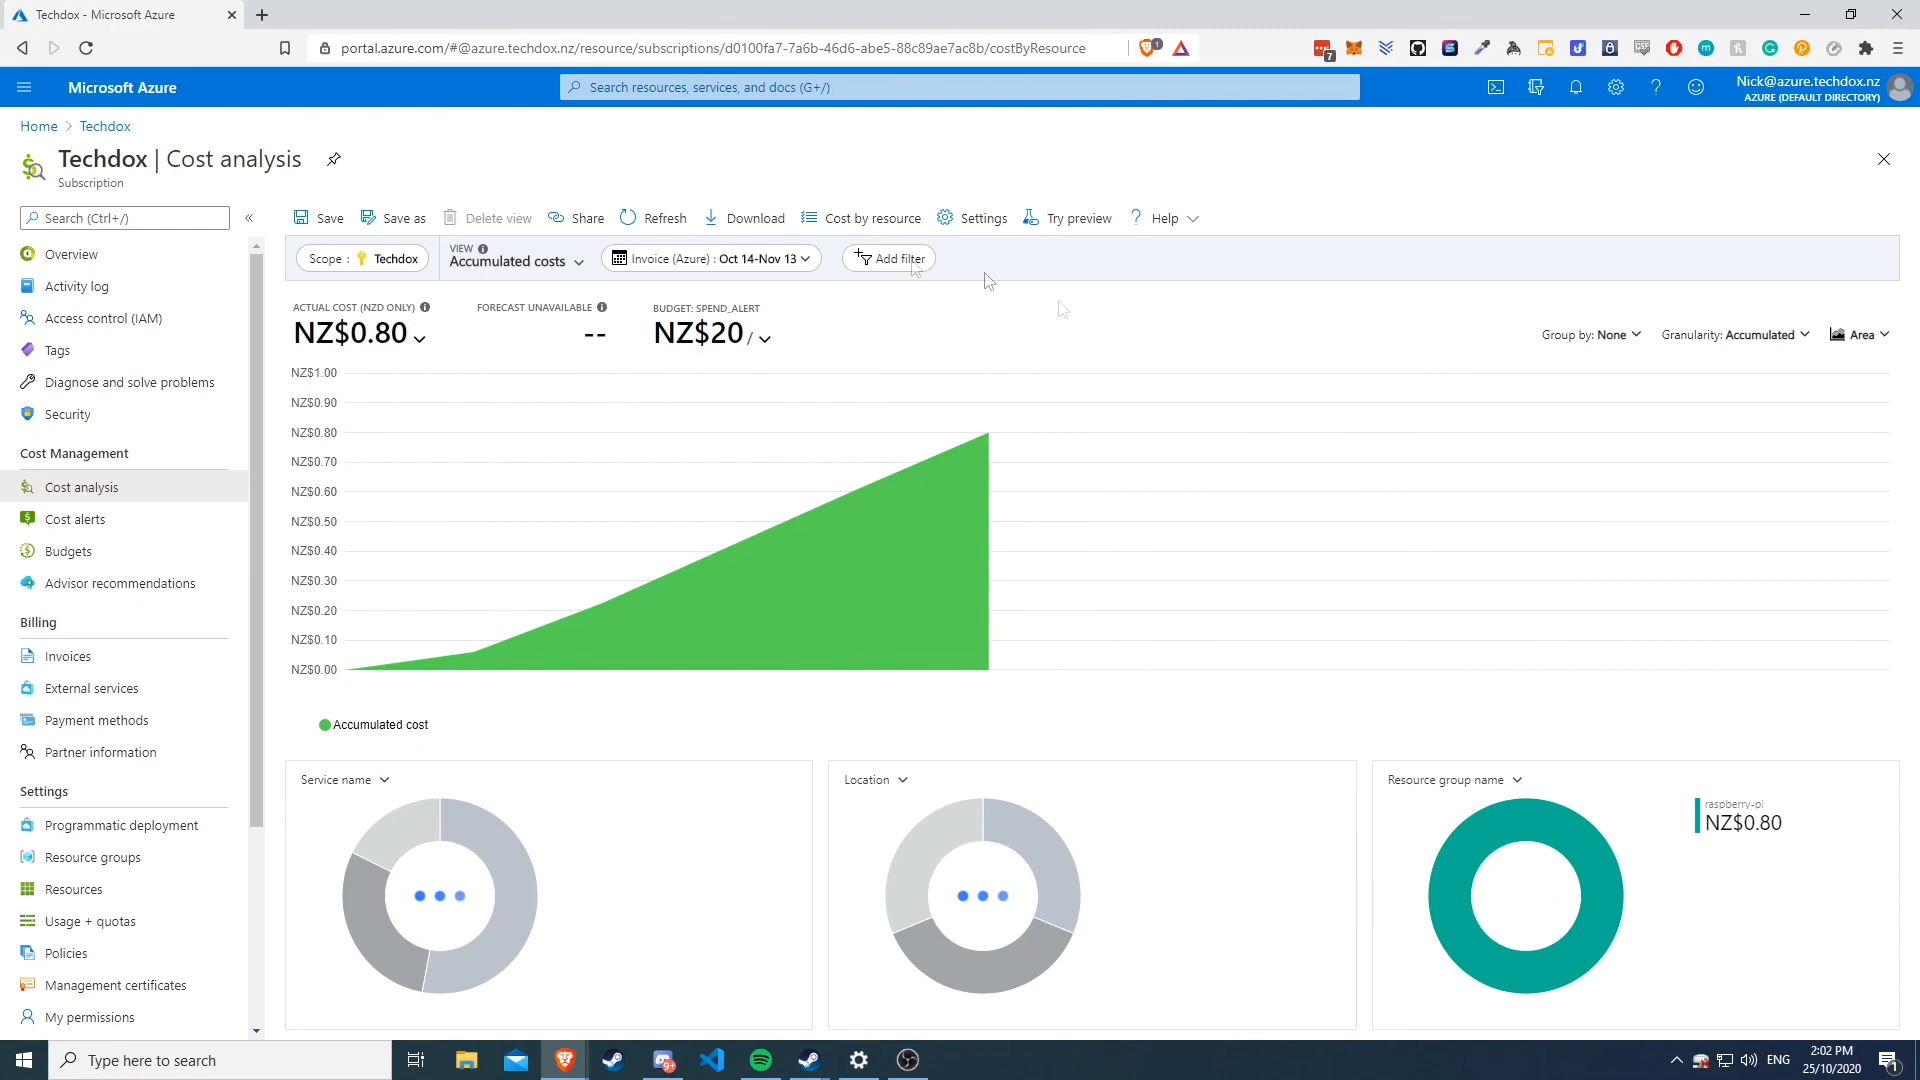 Techdox - Microsoft Azure
portal.azure.com/#@azure.techdox.nz/resource/subscriptions/d0100fa7-7a6b-46d6-abe5-88c89ae7ac8b/costByResource
1
7
Microsoft Azure
Search resources, services, and docs (G+/)
Nick@azure.techdox.nz
AZURE (DEFAULT DIRECTORY)
Home > Techdox
Techdox | Cost analysis
Subscription
Search (Ctrl+/)
«
Save
Save as
Delete view
Share
Refresh
Download
Cost by resource
Settings
Try preview
? Help
Overview
Activity log
Access control (IAM)
Tags
Diagnose and solve problems
Security
Cost Management
Cost analysis
Cost alerts
Budgets
Advisor recommendations
Billing
Invoices
External services
Payment methods
Partner information
Settings
Programmatic deployment
Resource groups
Resources
Usage + quotas
Policies
Management certificates
My permissions
Scope : Techdox
VIEW
Accumulated costs
Invoice (Azure) : Oct 14-Nov 13
Add filter
ACTUAL COST (NZD ONLY)
NZ$0.80
FORECAST UNAVAILABLE
--
BUDGET: SPEND_ALERT
NZ$20 /
Group by: None
Granularity: Accumulated
Area
NZ$1.00
NZ$0.90
NZ$0.80
NZ$0.70
NZ$0.60
NZ$0.50
NZ$0.40
NZ$0.30
NZ$0.20
NZ$0.10
NZ$0.00
Accumulated cost
Service name
Location
Resource group name
raspberry-pi
NZ$0.80
Type here to search
9+
ENG
2:02 PM
25/10/2020
1